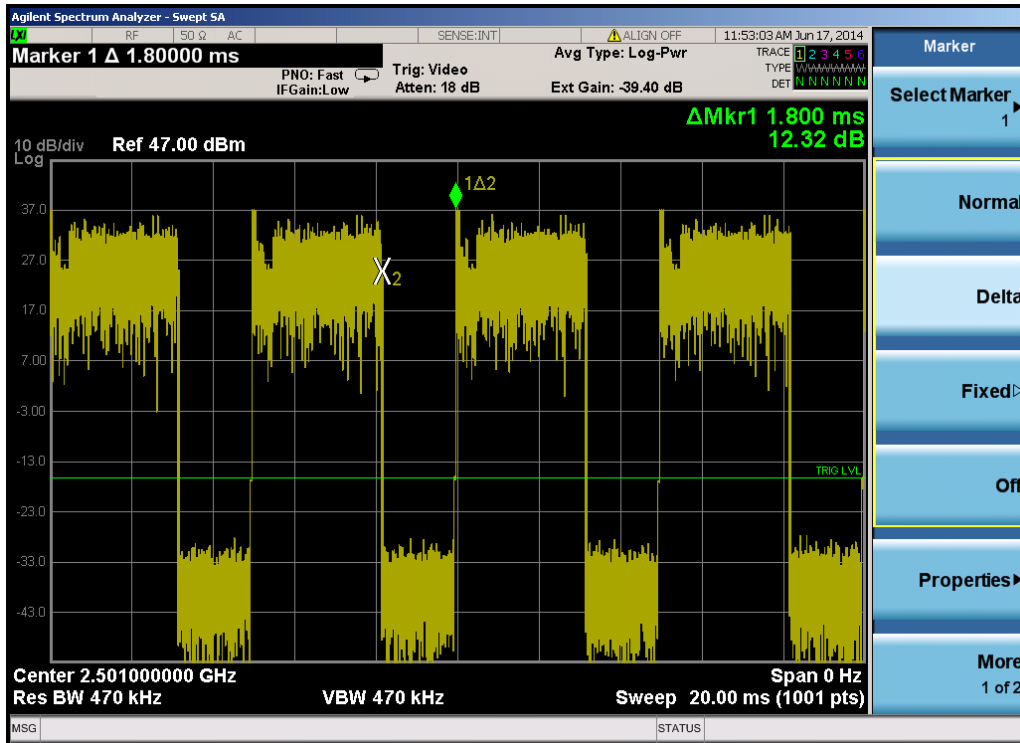 Agilent Spectrum Analyzer - Swept SA
LXI RF 50 Ω AC SENSE:INT ALIGN OFF 11:53:03 AM Jun 17, 2014
Marker 1 Δ 1.80000 ms
PNO: Fast
IFGain:Low
Trig: Video
Atten: 18 dB
Avg Type: Log-Pwr
Ext Gain: -39.40 dB
TRACE 1 2 3 4 5 6
TYPE WWWWWW
DET N N N N N N
ΔMkr1 1.800 ms
12.32 dB
10 dB/div Ref 47.00 dBm
Log
1Δ2
37.0
27.0
X2
17.0
7.00
-3.00
-13.0
TRIG LVL
-23.0
-33.0
-43.0
Center 2.501000000 GHz Span 0 Hz
Res BW 470 kHz VBW 470 kHz Sweep 20.00 ms (1001 pts)
MSG STATUS
Marker
Select Marker
1
Normal
Delta
Fixed
Off
Properties
More
1 of 2